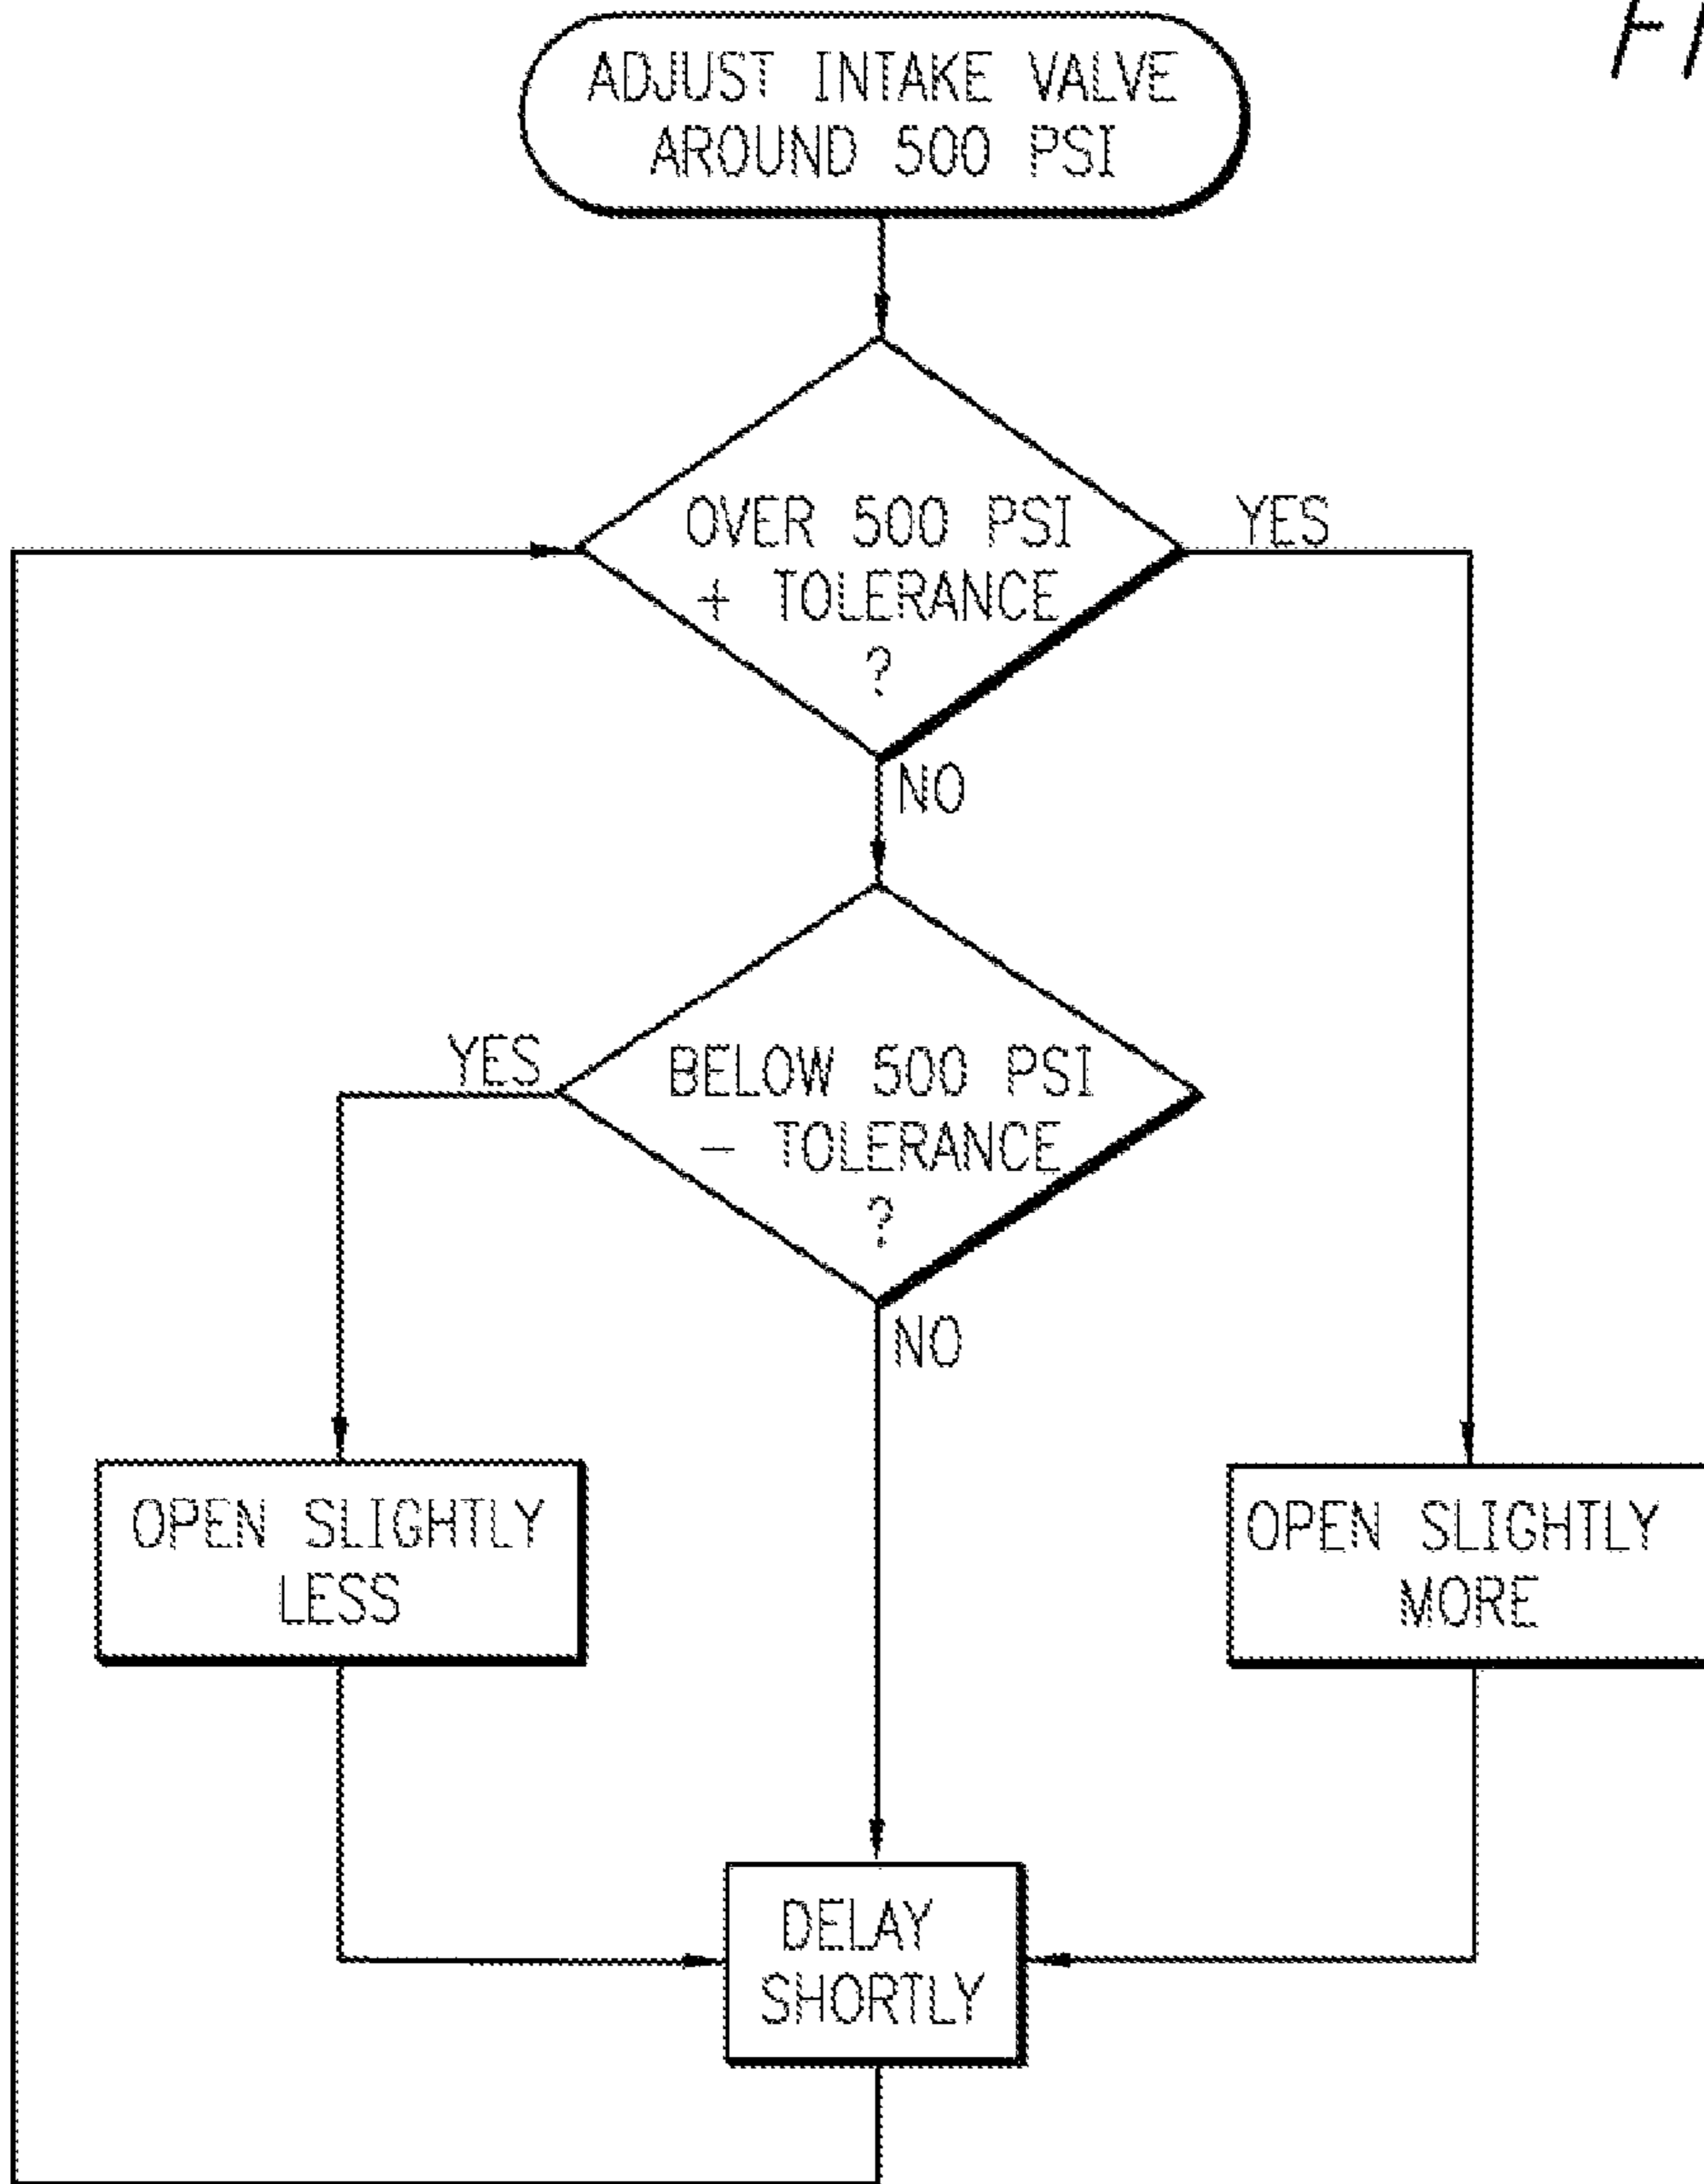 ADJUST INTAKE VALVE
AROUND 500 PSI
OVER 500 PSI
+ TOLERANCE
?
YES
NO
BELOW 500 PSI
- TOLERANCE
?
YES
NO
OPEN SLIGHTLY
LESS
OPEN SLIGHTLY
MORE
DELAY
SHORTLY